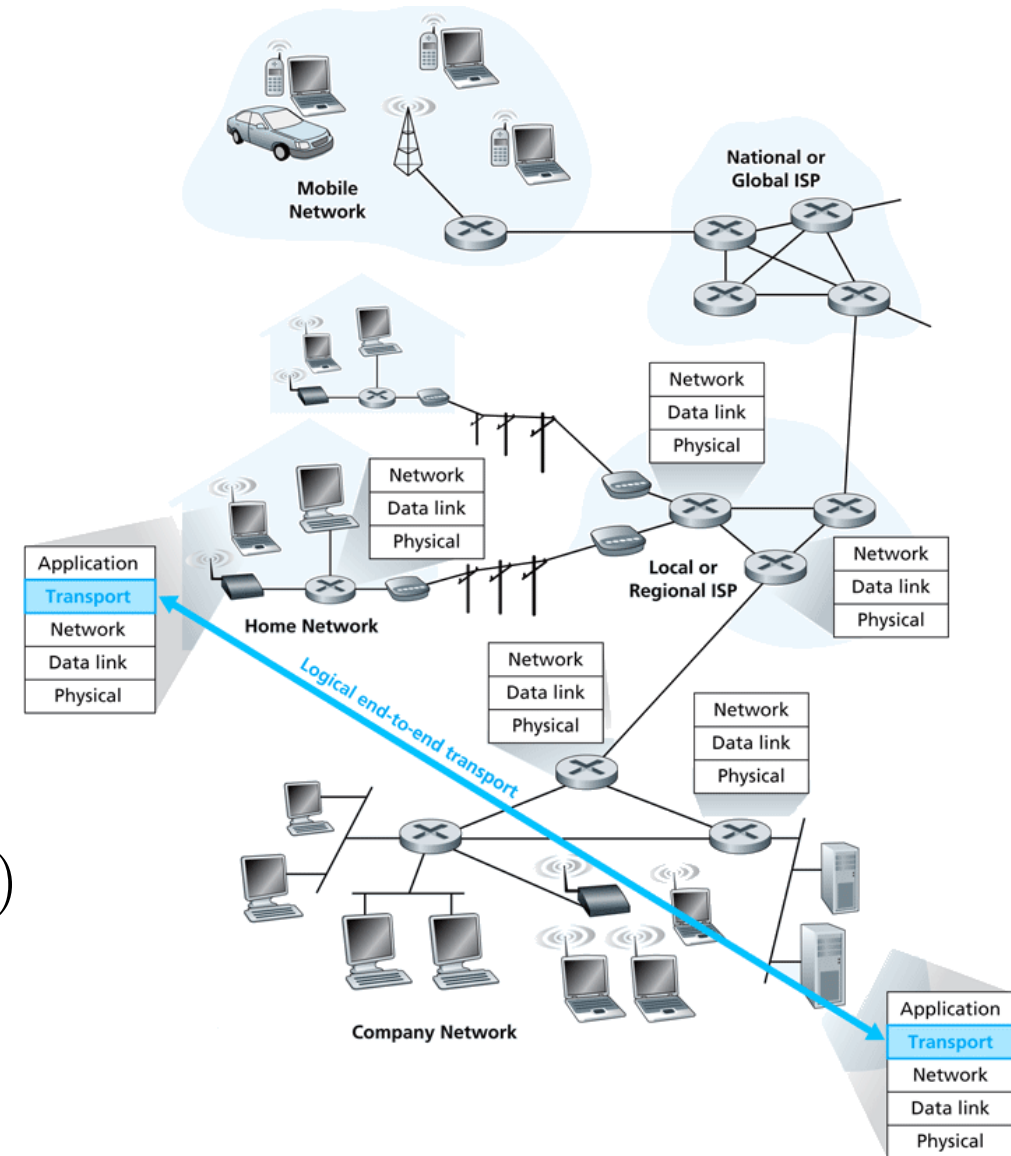 Mobile
Network
National or
Global ISP
Network
Data link
Physical
Network
Data link
Physical
Local or
Regional ISP
Network
Data link
Physical
Application
Transport
Network
Data link
Physical
Home Network
Logical end-to-end transport
Network
Data link
Physical
Network
Data link
Physical
)
Company Network
Application
Transport
Network
Data link
Physical